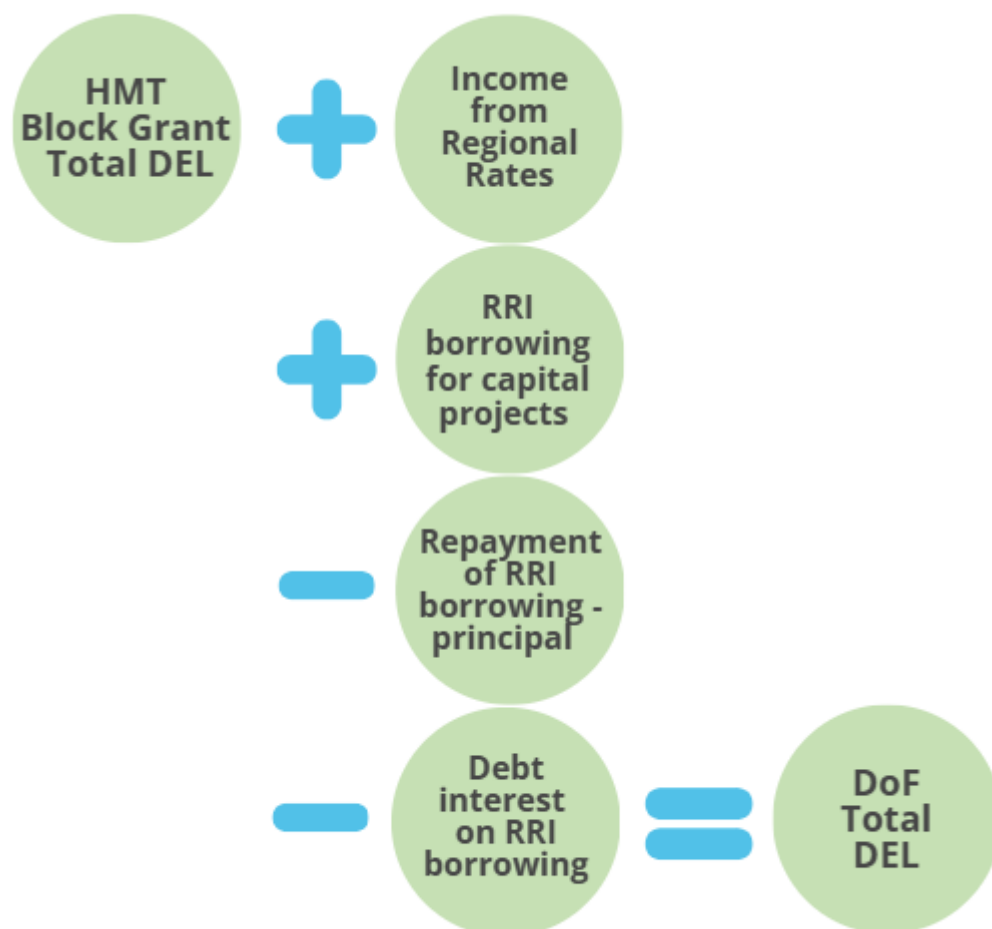 HMT
Block Grant
Total DEL
Income
from
Regional
Rates
RRI
borrowing
for capital
projects
Repayment
of RRI
borrowing -
principal
Debt
interest
on RRI
borrowing
DoF
Total
DEL